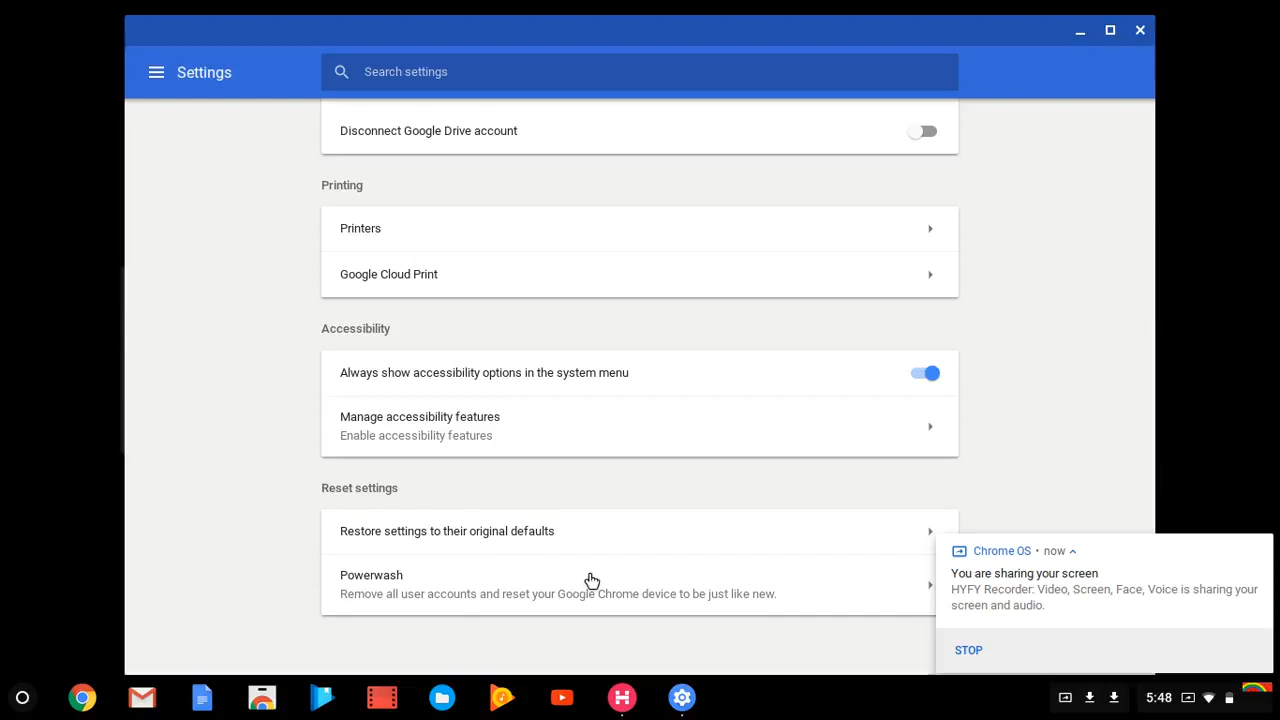 Settings
Search settings
Disconnect Google Drive account
Printing
Printers
Google Cloud Print
Accessibility
Always show accessibility options in the system menu
Manage accessibility features
Enable accessibility features
Reset settings
Restore settings to their original defaults
Powerwash
Remove all user accounts and reset your Google Chrome device to be just like new.
Chrome OS • now
You are sharing your screen
HYFY Recorder: Video, Screen, Face, Voice is sharing your
screen and audio.
STOP
5:48